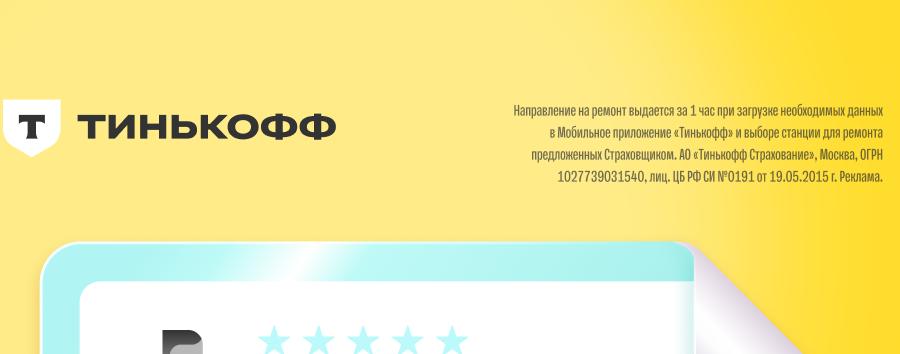 ТИНЬКОФФ
Направление на ремонт выдается за 1 час при загрузке необходимых данных
в Мобильное приложение «Тинькофф» и выборе станции для ремонта
предложенных Страховщиком. АО «Тинькофф Страхование», Москва, ОГРН
1027739031540, лиц. ЦБ РФ СИ №0191 от 19.05.2015 г. Реклама.